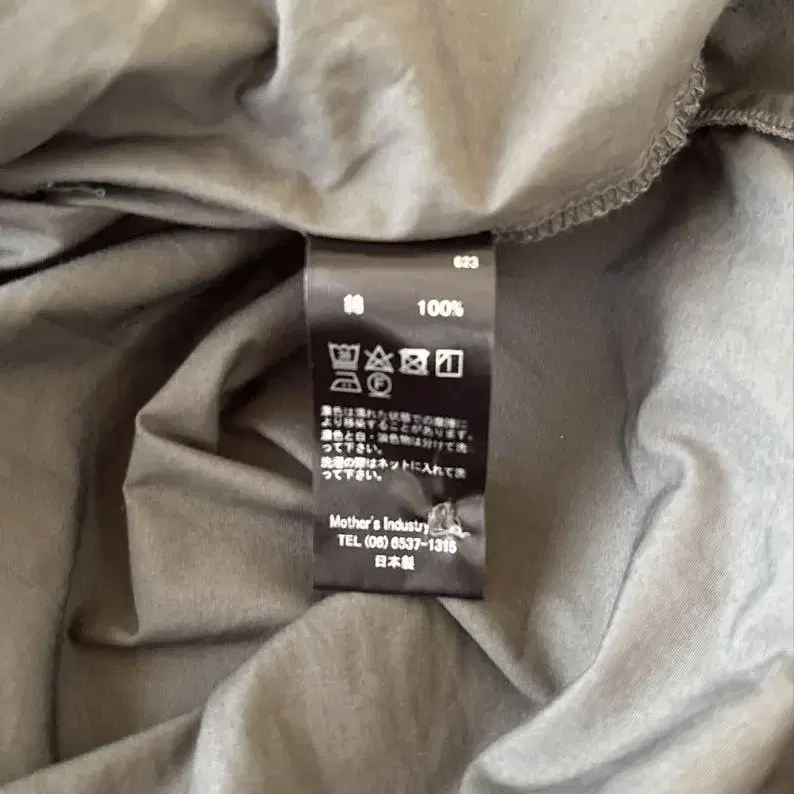 623
綿 100%
濃色は濡れた状態での摩擦に
より移染することがあります。
濃色と白・淡色物は分けて洗
って下さい。
洗濯の際はネットに入れて洗
って下さい。
Mother's Industry
TEL (06) 6537-1315
日本製